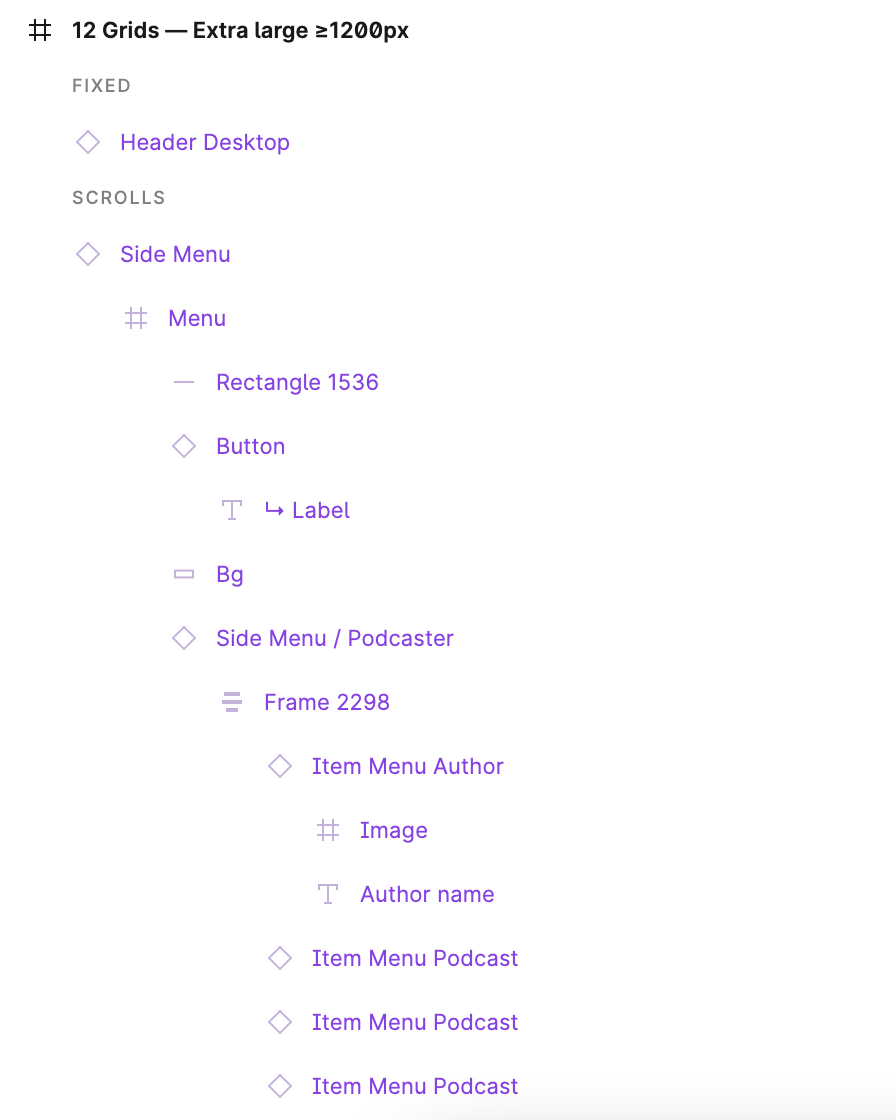 12 Grids — Extra large ≥1200px
FIXED
Header Desktop
SCROLLS
Side Menu
Menu
Rectangle 1536
Button
↳ Label
Bg
Side Menu / Podcaster
Frame 2298
Item Menu Author
Image
Author name
Item Menu Podcast
Item Menu Podcast
Item Menu Podcast